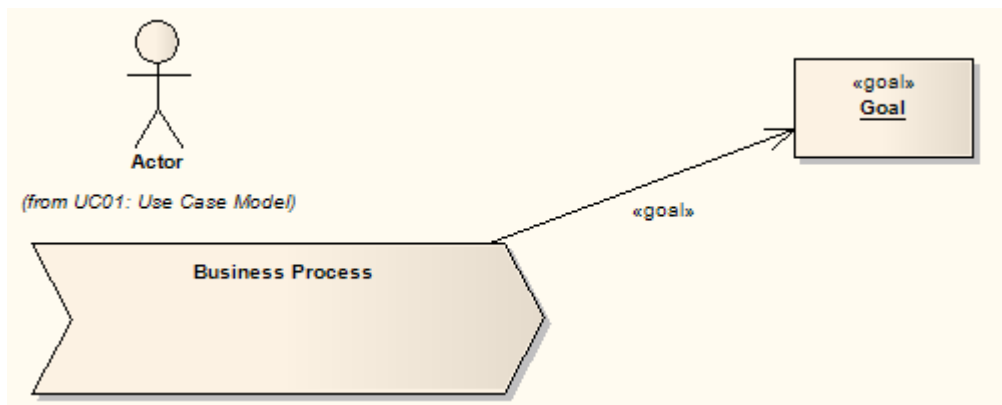 «goal»
Goal
Actor
(from UC01: Use Case Model)
«goal»
Business Process